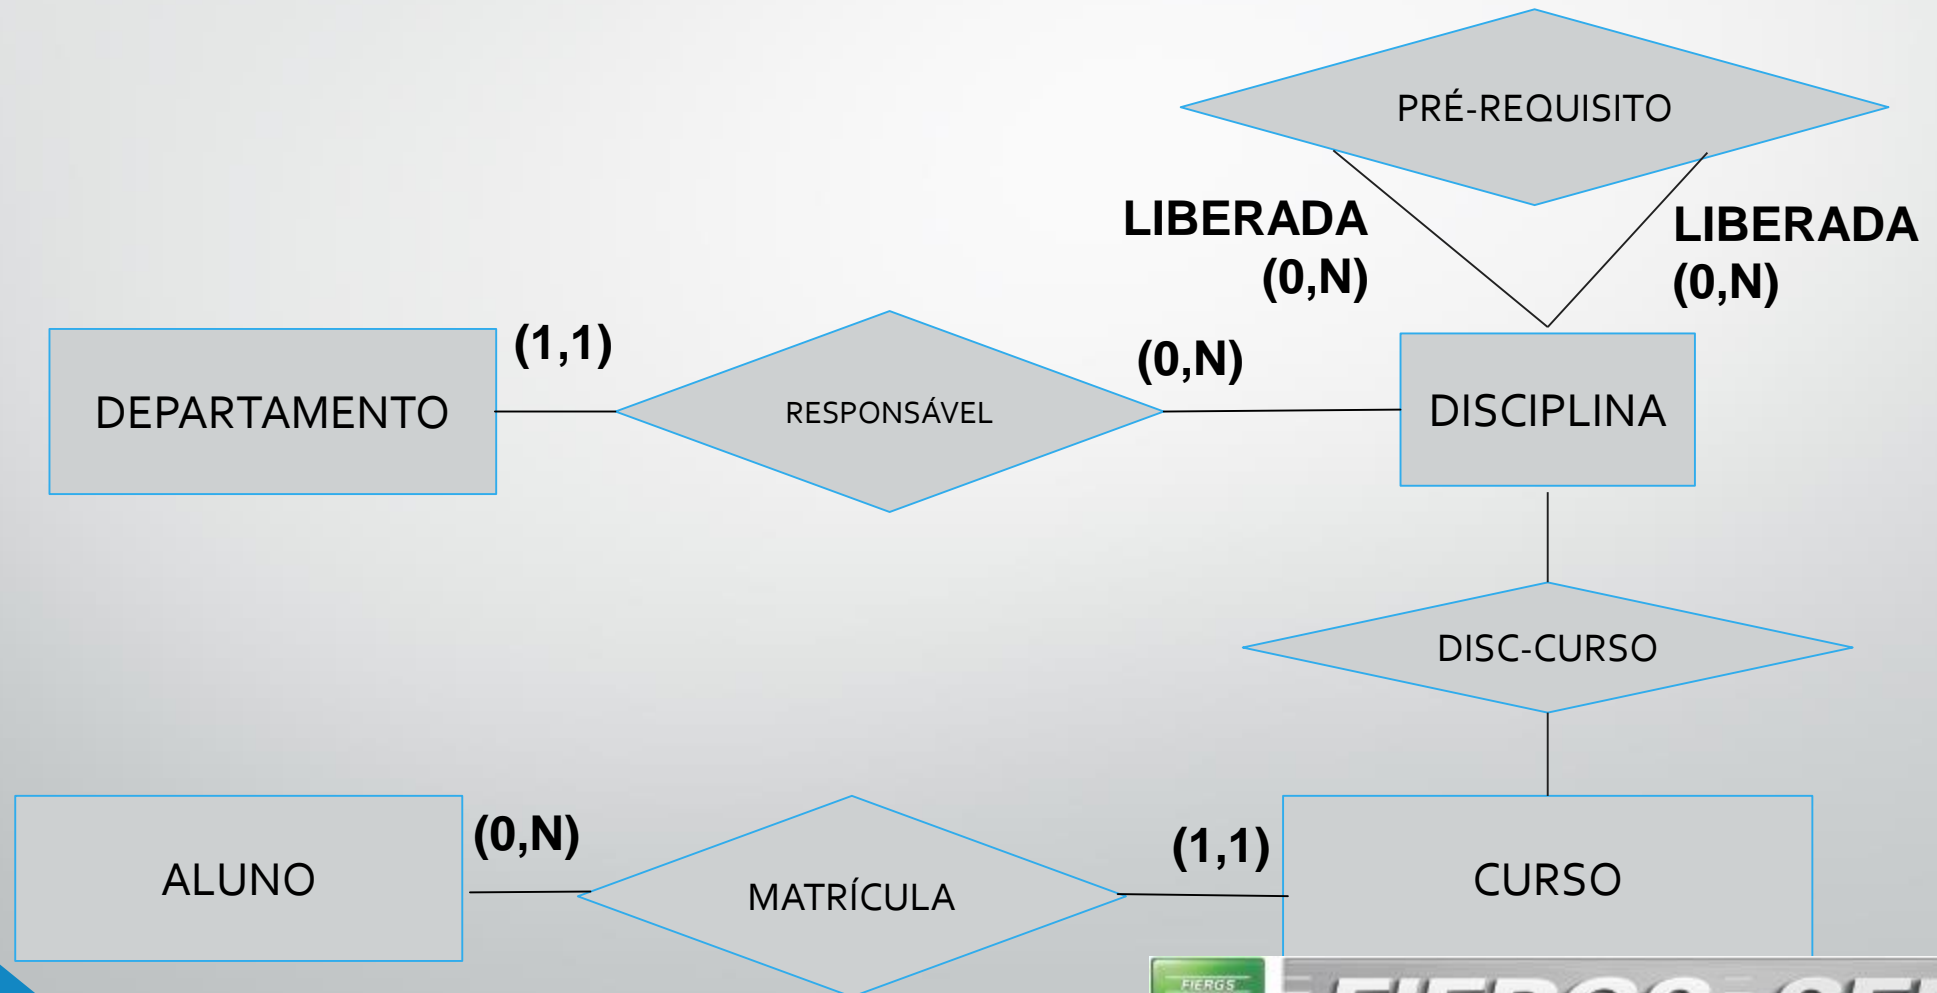 PRÉ-REQUISITO
LIBERADA
(0,N)
LIBERADA
(0,N)
(1,1)
(0,N)
DEPARTAMENTO
RESPONSÁVEL
DISCIPLINA
DISC-CURSO
(0,N)
(1,1)
ALUNO
MATRÍCULA
CURSO
FIERGS